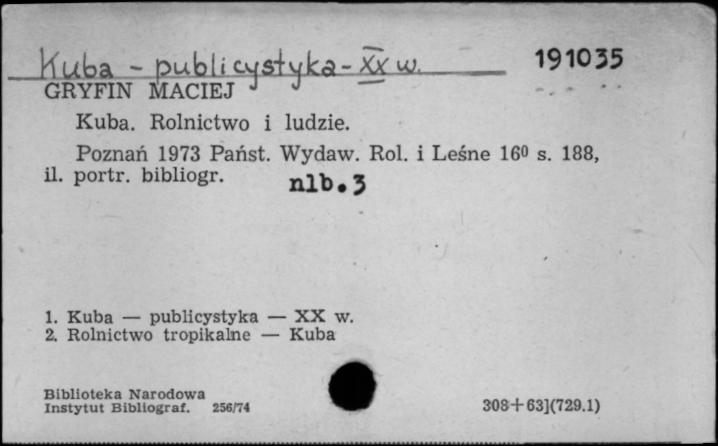 Kuba - publicystyka - XX w. 191035
GRYFIN MACIEJ
Kuba. Rolnictwo i ludzie.
Poznań 1973 Państ. Wydaw. Rol. i Leśne 16⁰ s. 188,
il. portr. bibliogr. nlb. 3
1. Kuba — publicystyka — XX w.
2. Rolnictwo tropikalne — Kuba
Biblioteka Narodowa
Instytut Bibliograf. 256/74 308+63](729.1)